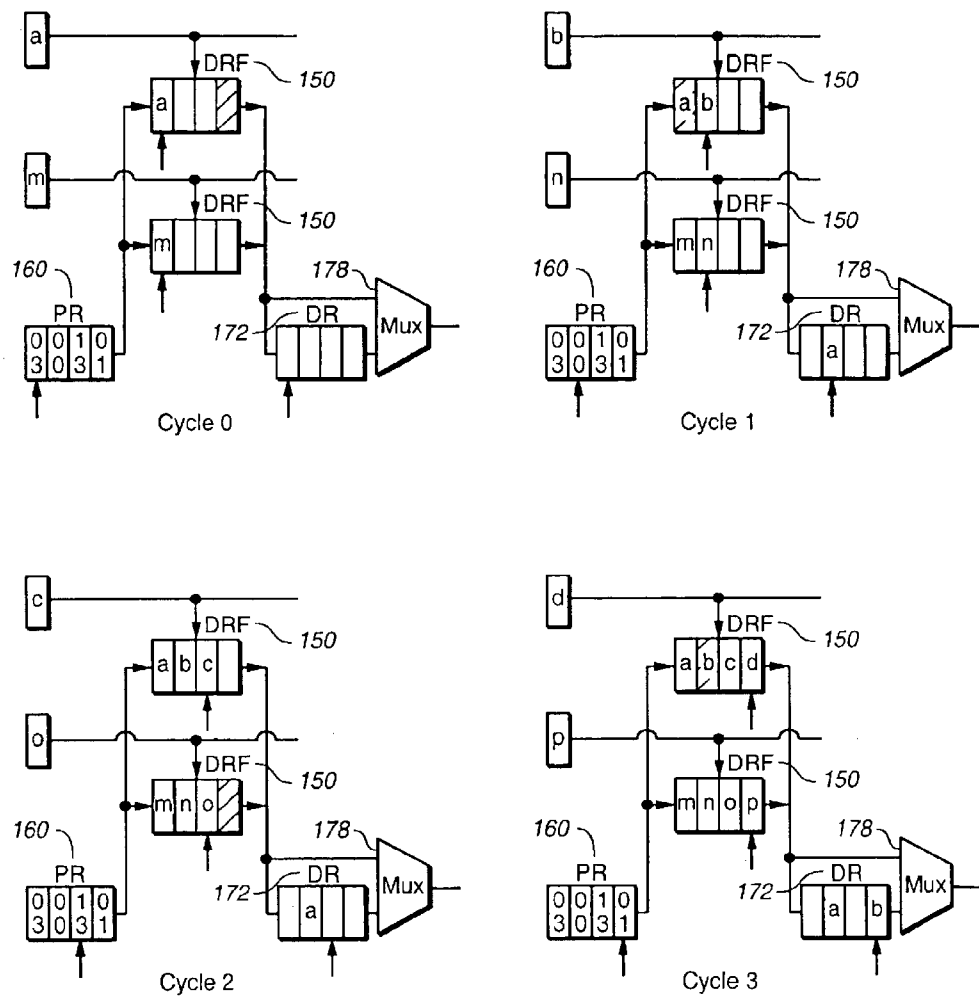 a
DRF 150
a
m
DRF 150
m
160
PR
0 0 1 0
3 0 3 1
172 DR
178
Mux
Cycle 0
b
DRF 150
a b
n
DRF 150
m n
160
PR
0 0 1 0
3 0 3 1
172 DR
a
178
Mux
Cycle 1
c
DRF 150
a b c
o
DRF 150
m n o
160
PR
0 0 1 0
3 0 3 1
172 DR
a
178
Mux
Cycle 2
d
DRF 150
a b c d
p
DRF 150
m n o p
160
PR
0 0 1 0
3 0 3 1
172 DR
a b
178
Mux
Cycle 3